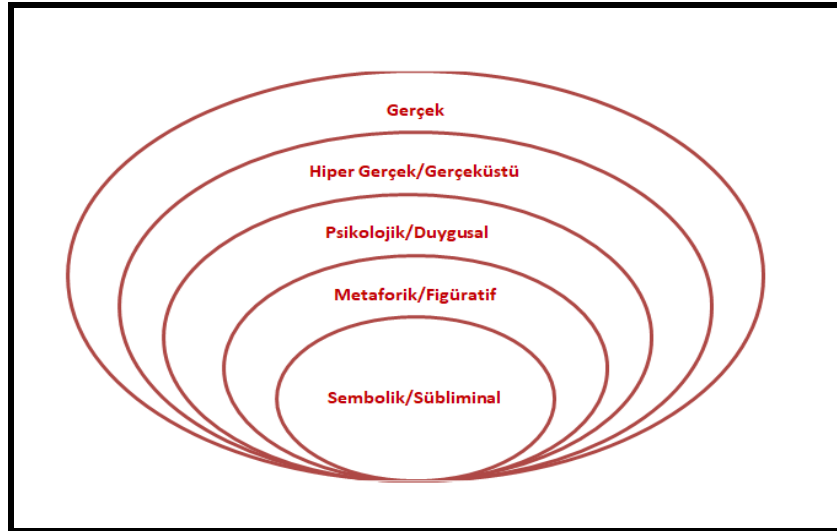 Gerçek
Hiper Gerçek/Gerçeküstü
Psikolojik/Duygusal
Metaforik/Figüratif
Sembolik/Sübliminal